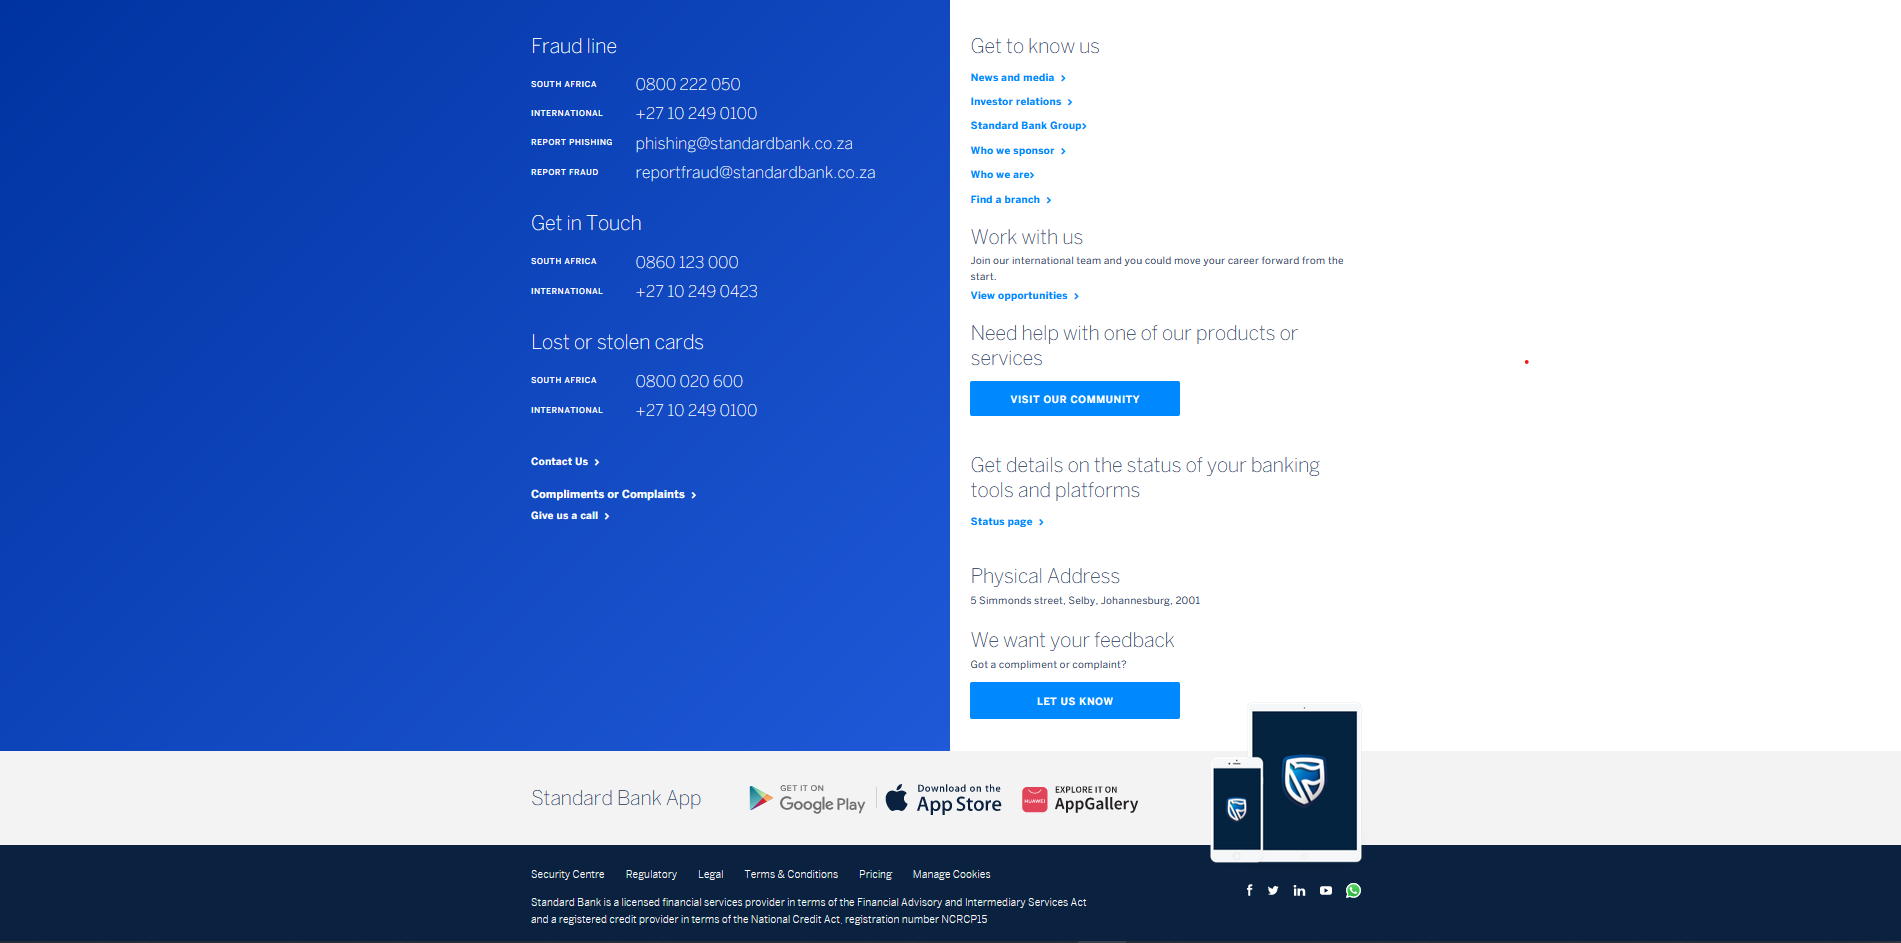 Fraud line
SOUTH AFRICA 0800 222 050
INTERNATIONAL +27 10 249 0100
REPORT PHISHING phishing@standardbank.co.za
REPORT FRAUD reportfraud@standardbank.co.za
Get in Touch
SOUTH AFRICA 0860 123 000
INTERNATIONAL +27 10 249 0423
Lost or stolen cards
SOUTH AFRICA 0800 020 600
INTERNATIONAL +27 10 249 0100
Contact Us >
Compliments or Complaints >
Give us a call >
Get to know us
News and media >
Investor relations >
Standard Bank Group>
Who we sponsor >
Who we are>
Find a branch >
Work with us
Join our international team and you could move your career forward from the
start.
View opportunities >
Need help with one of our products or
services
VISIT OUR COMMUNITY
Get details on the status of your banking
tools and platforms
Status page >
Physical Address
5 Simmonds street, Selby, Johannesburg, 2001
We want your feedback
Got a compliment or complaint?
LET US KNOW
Standard Bank App
GET IT ON
Google Play
Download on the
App Store
HUAWEI
EXPLORE IT ON
AppGallery
Security Centre Regulatory Legal Terms & Conditions Pricing Manage Cookies
Standard Bank is a licensed financial services provider in terms of the Financial Advisory and Intermediary Services Act
and a registered credit provider in terms of the National Credit Act, registration number NCRCP15